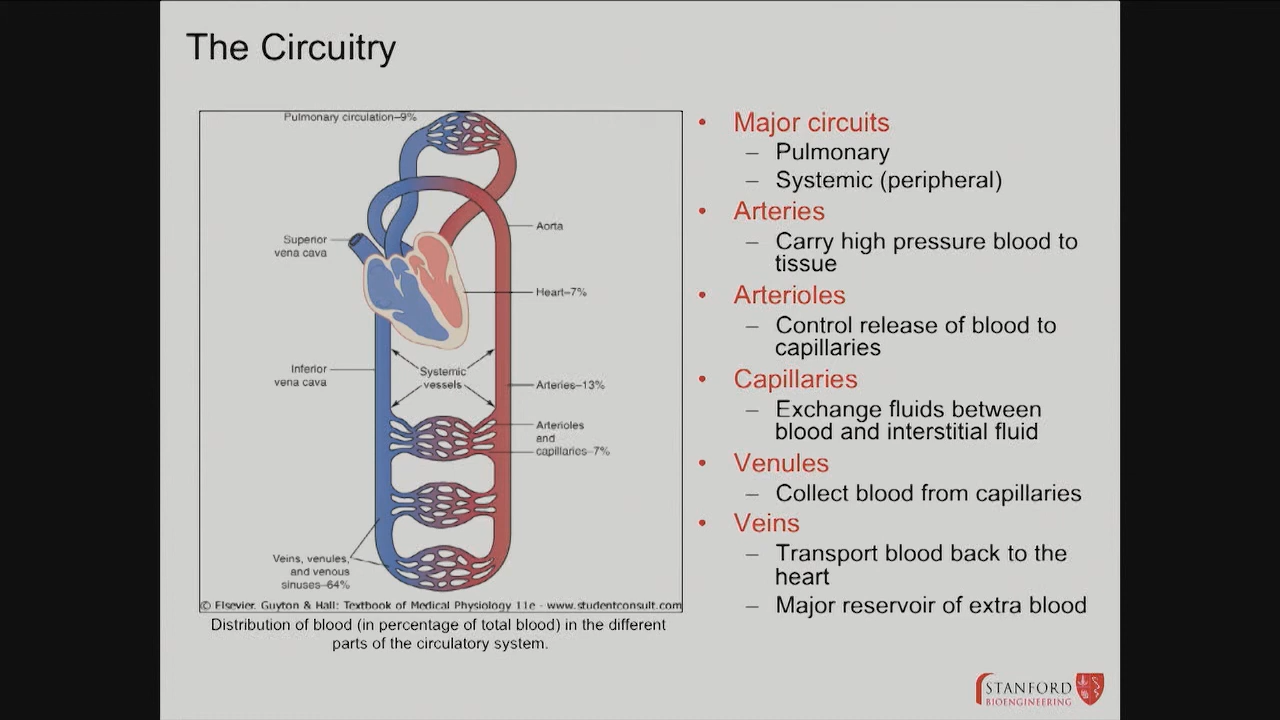 The Circuitry
Pulmonary circulation–9%
Aorta
Superior
vena cava
Heart–7%
Inferior
vena cava
Systemic
vessels
Arteries–13%
Arterioles
and
capillaries–7%
Veins, venules,
and venous
sinuses–64%
© Elsevier. Guyton & Hall: Textbook of Medical Physiology 11e - www.studentconsult.com
Distribution of blood (in percentage of total blood) in the different
parts of the circulatory system.
• Major circuits
– Pulmonary
– Systemic (peripheral)
• Arteries
– Carry high pressure blood to
tissue
• Arterioles
– Control release of blood to
capillaries
• Capillaries
– Exchange fluids between
blood and interstitial fluid
• Venules
– Collect blood from capillaries
• Veins
– Transport blood back to the
heart
– Major reservoir of extra blood
STANFORD
BIOENGINEERING